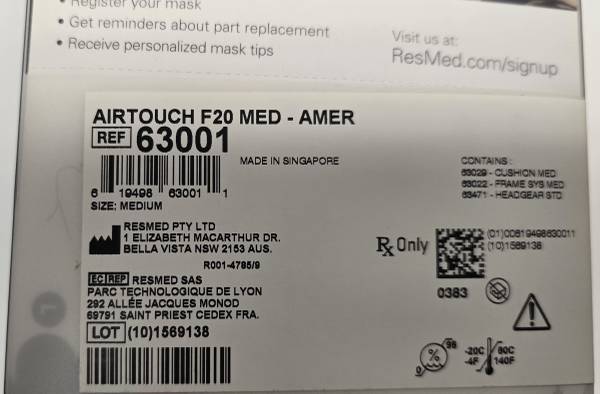 • Register your mask
• Get reminders about part replacement
• Receive personalized mask tips
Visit us at:
ResMed.com/signup
AIRTOUCH F20 MED - AMER
REF 63001
MADE IN SINGAPORE
6 19498 63001 1
SIZE: MEDIUM
CONTAINS:
63029 - CUSHION MED
63022 - FRAME SYS MED
63471 - HEADGEAR STD
RESMED PTY LTD
1 ELIZABETH MACARTHUR DR.
BELLA VISTA NSW 2153 AUS.
R001-4785/9
Rx Only
(01)00619498630011
(10)1569138
EC REP RESMED SAS
PARC TECHNOLOGIQUE DE LYON
292 ALLÉE JACQUES MONOD
69791 SAINT PRIEST CEDEX FRA.
0383
LOT (10)1569138
% 95
-20C 60C
-4F 140F